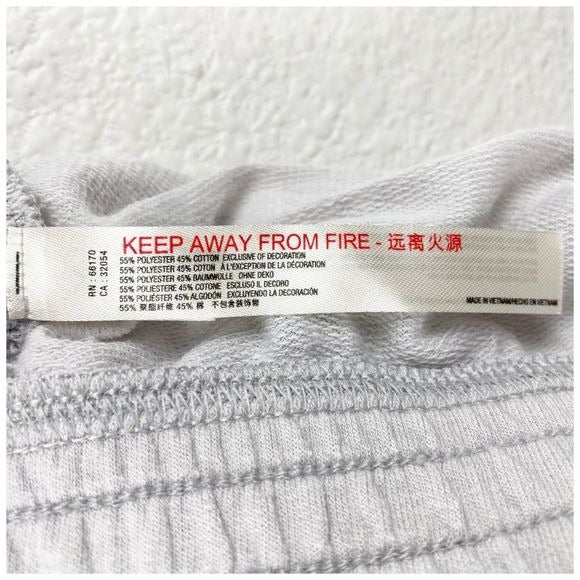 RN : 66170
CA : 32054
KEEP AWAY FROM FIRE - 远离火源
55% POLYESTER 45% COTTON EXCLUSIVE OF DECORATION
55% POLYESTER 45% COTON À L'EXCEPTION DE LA DÉCORATION
55% POLYESTER 45% BAUMWOLLE OHNE DEKO
55% POLIESTERE 45% COTONE ESCLUSO IL DECORO
55% POLIÉSTER 45% ALGODÓN EXCLUYENDO LA DECORACIÓN
55% 聚酯纤维 45% 棉 不包含装饰物
MADE IN VIETNAM/HECHO EN VIETNAM